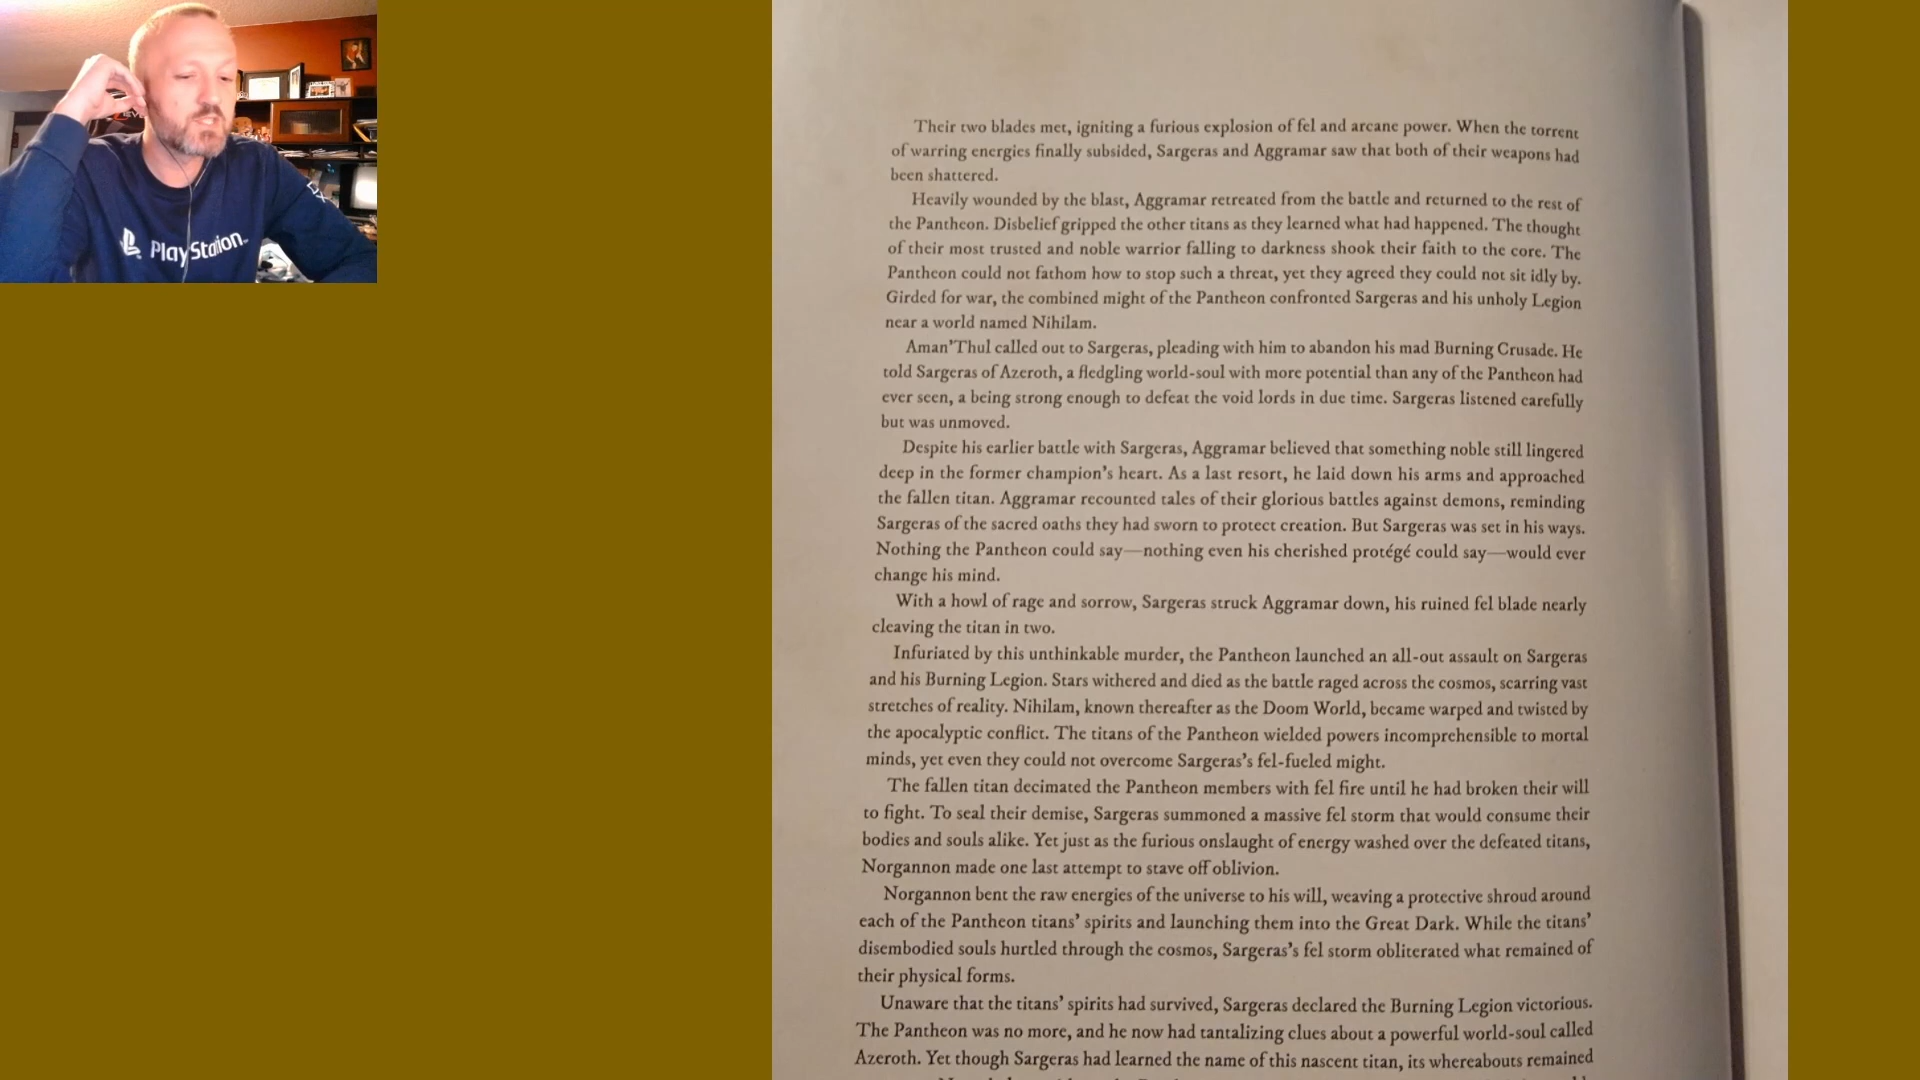 PlayStation
Their two blades met, igniting a furious explosion of fel and arcane power. When the torrent
of warring energies finally subsided, Sargeras and Aggramar saw that both of their weapons had
been shattered.
Heavily wounded by the blast, Aggramar retreated from the battle and returned to the rest of
the Pantheon. Disbelief gripped the other titans as they learned what had happened. The thought
of their most trusted and noble warrior falling to darkness shook their faith to the core. The
Pantheon could not fathom how to stop such a threat, yet they agreed they could not sit idly by.
Girded for war, the combined might of the Pantheon confronted Sargeras and his unholy Legion
near a world named Nihilam.
Aman'Thul called out to Sargeras, pleading with him to abandon his mad Burning Crusade. He
told Sargeras of Azeroth, a fledgling world-soul with more potential than any of the Pantheon had
ever seen, a being strong enough to defeat the void lords in due time. Sargeras listened carefully
but was unmoved.
Despite his earlier battle with Sargeras, Aggramar believed that something noble still lingered
deep in the former champion's heart. As a last resort, he laid down his arms and approached
the fallen titan. Aggramar recounted tales of their glorious battles against demons, reminding
Sargeras of the sacred oaths they had sworn to protect creation. But Sargeras was set in his ways.
Nothing the Pantheon could say—nothing even his cherished protégé could say—would ever
change his mind.
With a howl of rage and sorrow, Sargeras struck Aggramar down, his ruined fel blade nearly
cleaving the titan in two.
Infuriated by this unthinkable murder, the Pantheon launched an all-out assault on Sargeras
and his Burning Legion. Stars withered and died as the battle raged across the cosmos, scarring vast
stretches of reality. Nihilam, known thereafter as the Doom World, became warped and twisted by
the apocalyptic conflict. The titans of the Pantheon wielded powers incomprehensible to mortal
minds, yet even they could not overcome Sargeras's fel-fueled might.
The fallen titan decimated the Pantheon members with fel fire until he had broken their will
to fight. To seal their demise, Sargeras summoned a massive fel storm that would consume their
bodies and souls alike. Yet just as the furious onslaught of energy washed over the defeated titans,
Norgannon made one last attempt to stave off oblivion.
Norgannon bent the raw energies of the universe to his will, weaving a protective shroud around
each of the Pantheon titans' spirits and launching them into the Great Dark. While the titans'
disembodied souls hurtled through the cosmos, Sargeras's fel storm obliterated what remained of
their physical forms.
Unaware that the titans' spirits had survived, Sargeras declared the Burning Legion victorious.
The Pantheon was no more, and he now had tantalizing clues about a powerful world-soul called
Azeroth. Yet though Sargeras had learned the name of this nascent titan, its whereabouts remained